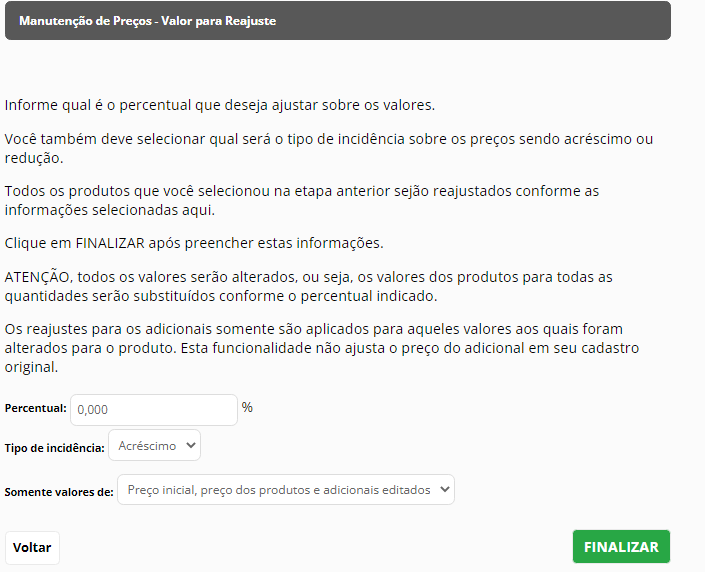 Manutenção de Preços - Valor para Reajuste
Informe qual é o percentual que deseja ajustar sobre os valores.
Você também deve selecionar qual será o tipo de incidência sobre os preços sendo acréscimo ou
redução.
Todos os produtos que você selecionou na etapa anterior sejão reajustados conforme as
informações selecionadas aqui.
Clique em FINALIZAR após preencher estas informações.
ATENÇÃO, todos os valores serão alterados, ou seja, os valores dos produtos para todas as
quantidades serão substituídos conforme o percentual indicado.
Os reajustes para os adicionais somente são aplicados para aqueles valores aos quais foram
alterados para o produto. Esta funcionalidade não ajusta o preço do adicional em seu cadastro
original.
Percentual: 0,000 %
Tipo de incidência: Acréscimo
Somente valores de: Preço inicial, preço dos produtos e adicionais editados
Voltar FINALIZAR